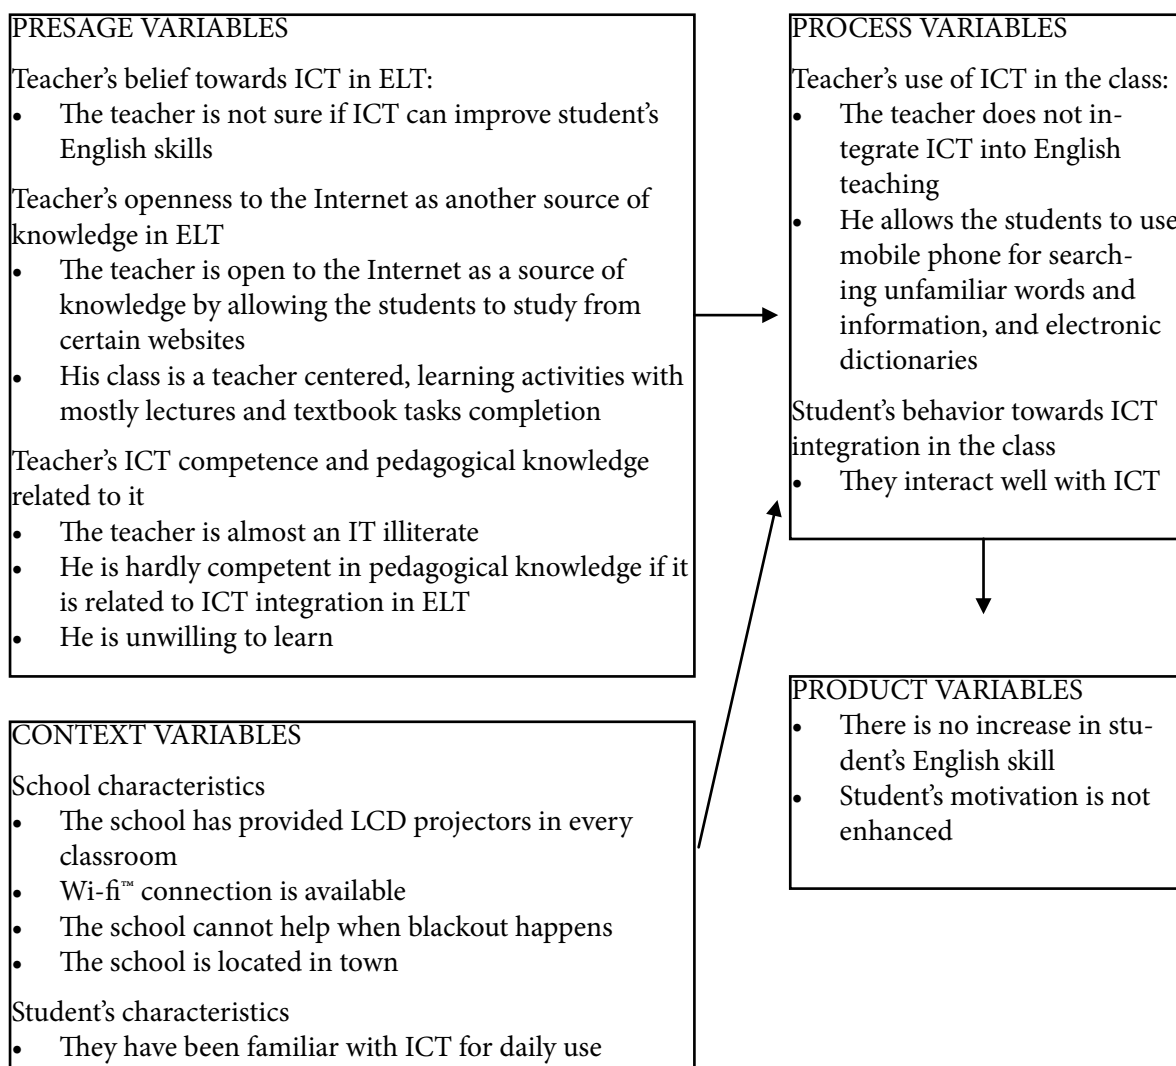 PRESAGE VARIABLES
Teacher’s belief towards ICT in ELT:
• The teacher is not sure if ICT can improve student’s
English skills
Teacher’s openness to the Internet as another source of
knowledge in ELT
• The teacher is open to the Internet as a source of
knowledge by allowing the students to study from
certain websites
• His class is a teacher centered, learning activities with
mostly lectures and textbook tasks completion
Teacher’s ICT competence and pedagogical knowledge
related to it
• The teacher is almost an IT illiterate
• He is hardly competent in pedagogical knowledge if it
is related to ICT integration in ELT
• He is unwilling to learn
CONTEXT VARIABLES
School characteristics
• The school has provided LCD projectors in every
classroom
• Wi-fi™ connection is available
• The school cannot help when blackout happens
• The school is located in town
Student’s characteristics
• They have been familiar with ICT for daily use
PROCESS VARIABLES
Teacher’s use of ICT in the class:
• The teacher does not in-
tegrate ICT into English
teaching
• He allows the students to use
mobile phone for search-
ing unfamiliar words and
information, and electronic
dictionaries
Student’s behavior towards ICT
integration in the class
• They interact well with ICT
PRODUCT VARIABLES
• There is no increase in stu-
dent’s English skill
• Student’s motivation is not
enhanced